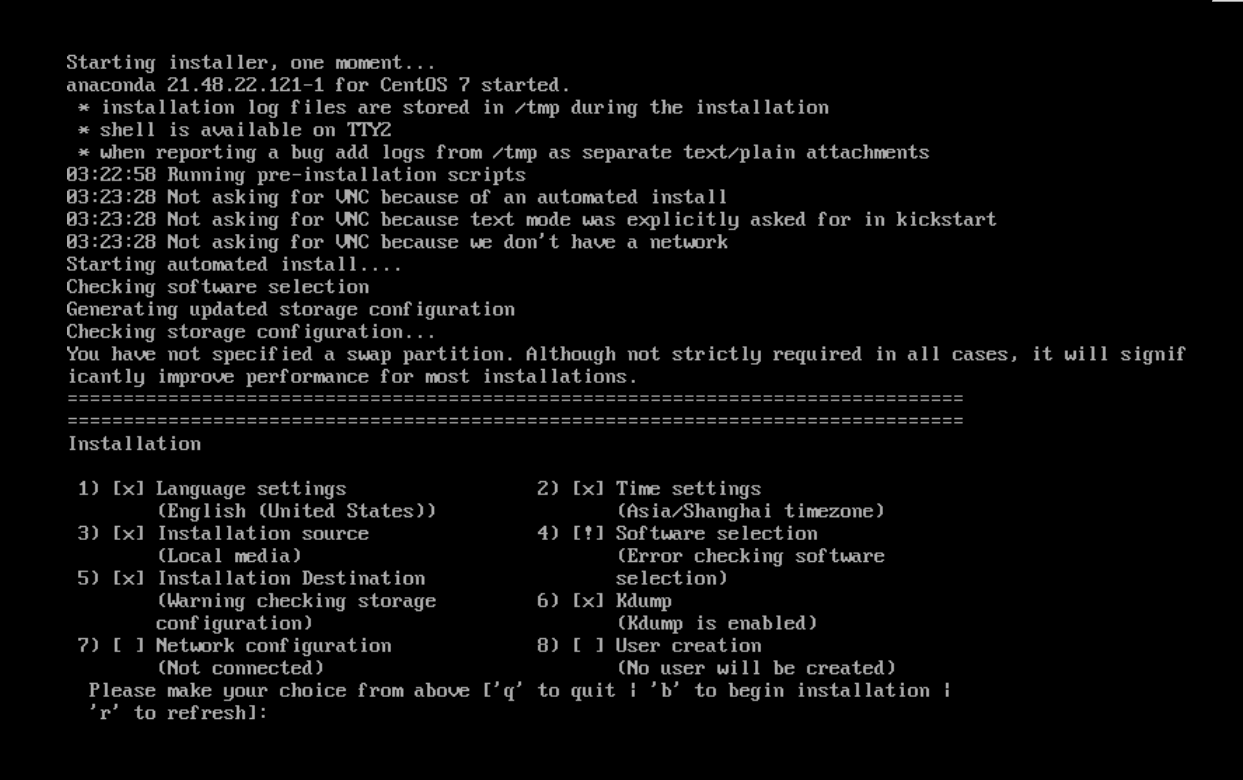 Starting installer, one moment...
anaconda 21.48.22.121-1 for CentOS 7 started.
 * installation log files are stored in /tmp during the installation
 * shell is available on TTY2
 * when reporting a bug add logs from /tmp as separate text/plain attachments
03:22:58 Running pre-installation scripts
03:23:28 Not asking for VNC because of an automated install
03:23:28 Not asking for VNC because text mode was explicitly asked for in kickstart
03:23:28 Not asking for VNC because we don't have a network
Starting automated install....
Checking software selection
Generating updated storage configuration
Checking storage configuration...
You have not specified a swap partition. Although not strictly required in all cases, it will signif
icantly improve performance for most installations.
================================================================================
================================================================================
Installation

 1) [x] Language settings                 2) [x] Time settings
        (English (United States))                (Asia/Shanghai timezone)
 3) [x] Installation source               4) [!] Software selection
        (Local media)                            (Error checking software
 5) [x] Installation Destination                 selection)
        (Warning checking storage         6) [x] Kdump
        configuration)                           (Kdump is enabled)
 7) [ ] Network configuration             8) [ ] User creation
        (Not connected)                          (No user will be created)
  Please make your choice from above ['q' to quit | 'b' to begin installation |
  'r' to refresh]: